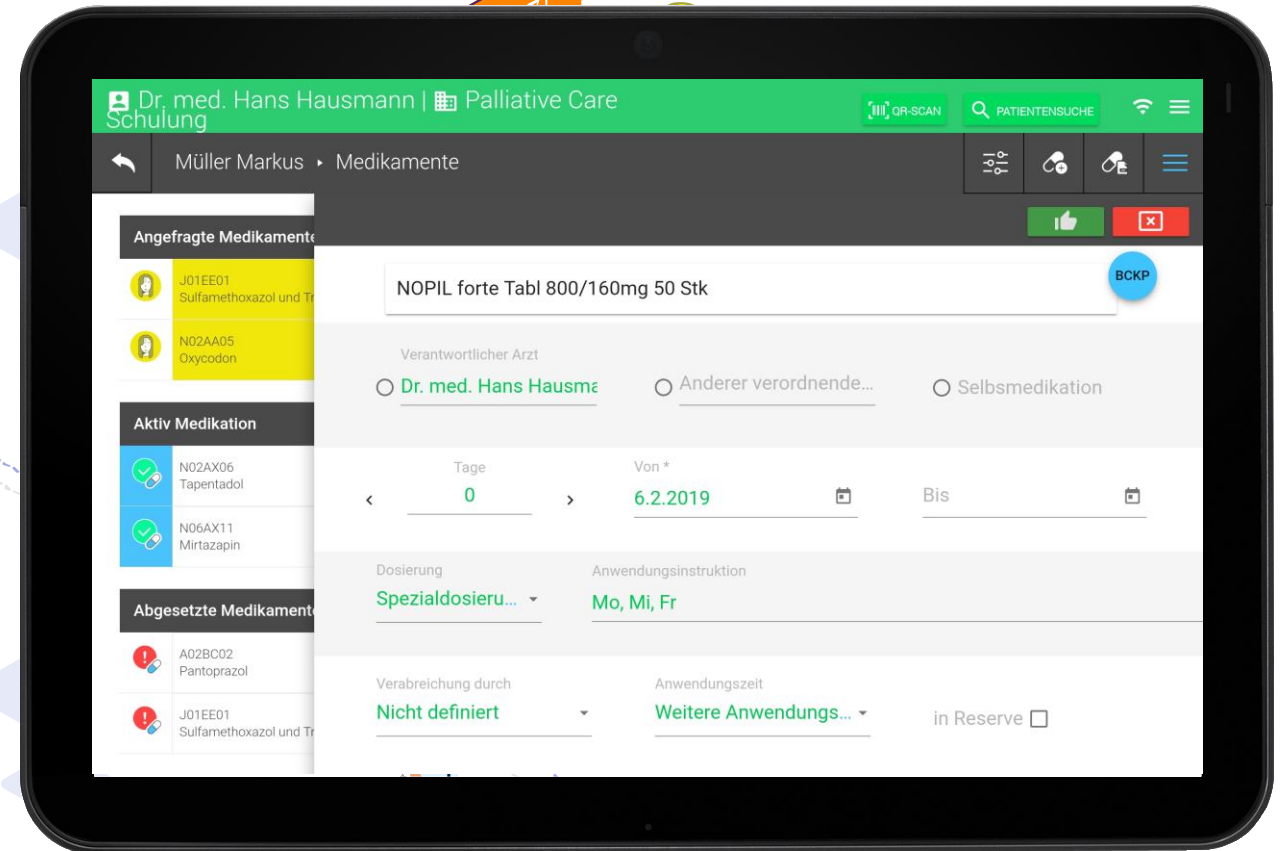 Dr. med. Hans Hausmann | Palliative Care
Schulung
QR-SCAN
PATIENTENSUCHE
Müller Markus ▸ Medikamente
Angefragte Medikamente
J01EE01
Sulfamethoxazol und Tr
N02AA05
Oxycodon
Aktiv Medikation
N02AX06
Tapentadol
N06AX11
Mirtazapin
Abgesetzte Medikamente
A02BC02
Pantoprazol
J01EE01
Sulfamethoxazol und Tr
BCKP
NOPIL forte Tabl 800/160mg 50 Stk
Verantwortlicher Arzt
Dr. med. Hans Hausma
Anderer verordnende...
Selbsmedikation
Tage
0
Von *
6.2.2019
Bis
Dosierung
Spezialdosieru...
Anwendungsinstruktion
Mo, Mi, Fr
Verabreichung durch
Nicht definiert
Anwendungszeit
Weitere Anwendungs...
in Reserve